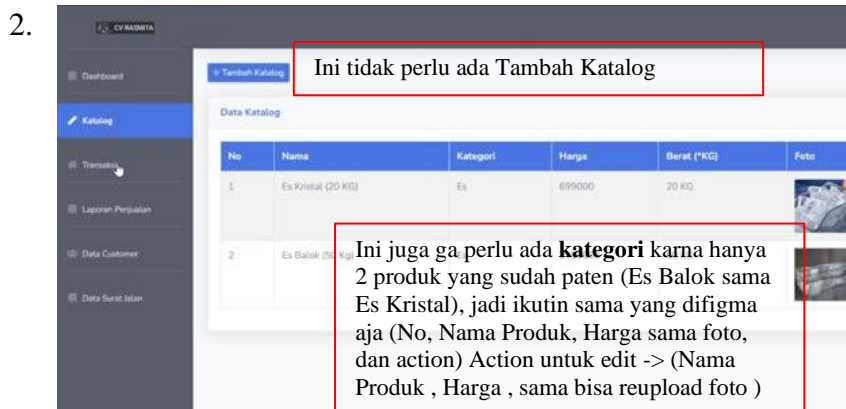 2.
CV RASMITA
Dashboard
+ Tambah Katalog
Ini tidak perlu ada Tambah Katalog
Katalog
Data Katalog
No Nama Kategori Harga Berat (*KG) Foto
Transaksi
1 Es Kristal (20 KG) Es 699000 20 KG
Laporan Penjualan
Data Customer
2 Es Balok (50 Kg)
Data Surat Jalan
Ini juga ga perlu ada kategori karna hanya
2 produk yang sudah paten (Es Balok sama
Es Kristal), jadi ikutin sama yang difigma
aja (No, Nama Produk, Harga sama foto,
dan action) Action untuk edit -> (Nama
Produk , Harga , sama bisa reupload foto )